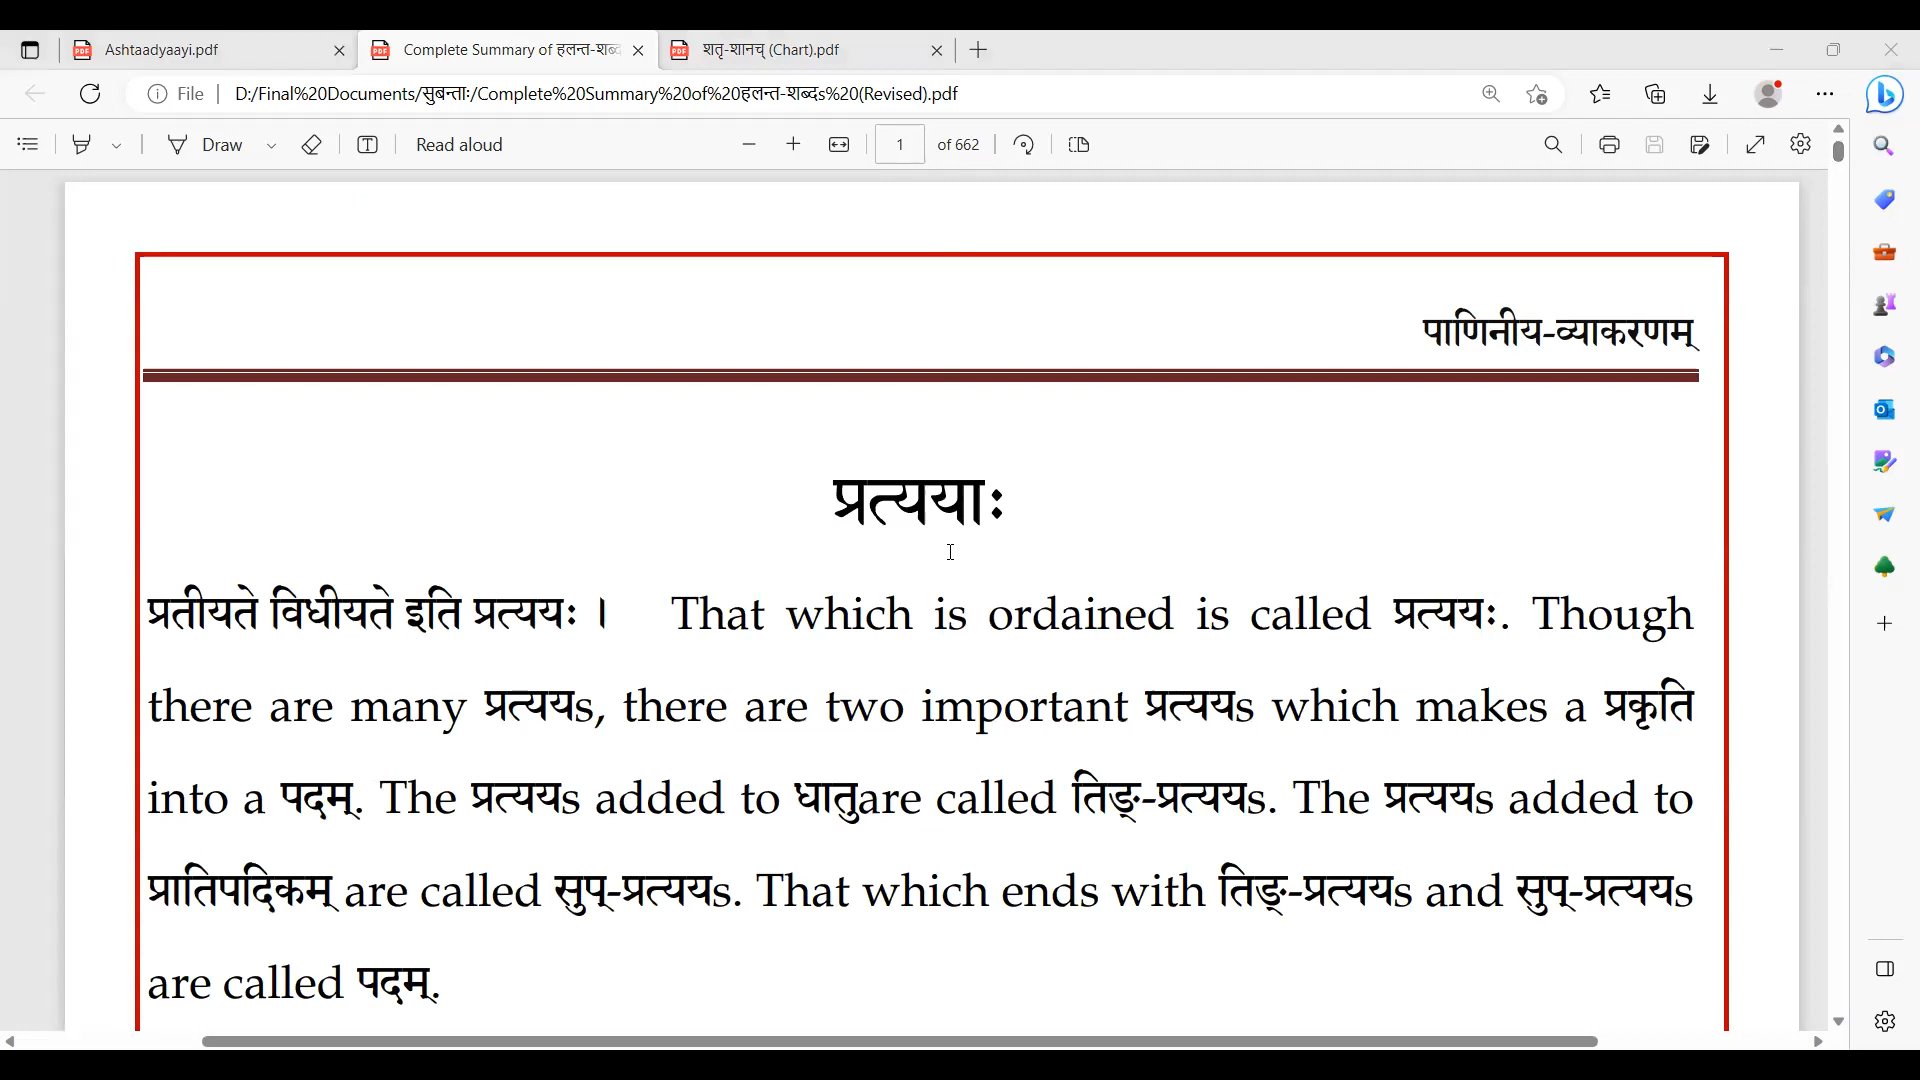 Ashtaadyaayi.pdf
Complete Summary of हलन्त-शब्द
शतृ-शानच् (Chart).pdf
File
D:/Final%20Documents/सुबन्ताः/Complete%20Summary%20of%20हलन्त-शब्दs%20(Revised).pdf
Draw
Read aloud
1
of 662
पाणिनीय-व्याकरणम्
प्रत्ययाः
प्रतीयते विधीयते इति प्रत्ययः । That which is ordained is called प्रत्ययः. Though
there are many प्रत्ययs, there are two important प्रत्ययs which makes a प्रकृति
into a पदम्. The प्रत्ययs added to धातुare called तिङ्-प्रत्ययs. The प्रत्ययs added to
प्रातिपदिकम् are called सुप्-प्रत्ययs. That which ends with तिङ्-प्रत्ययs and सुप्-प्रत्ययs
are called पदम्.